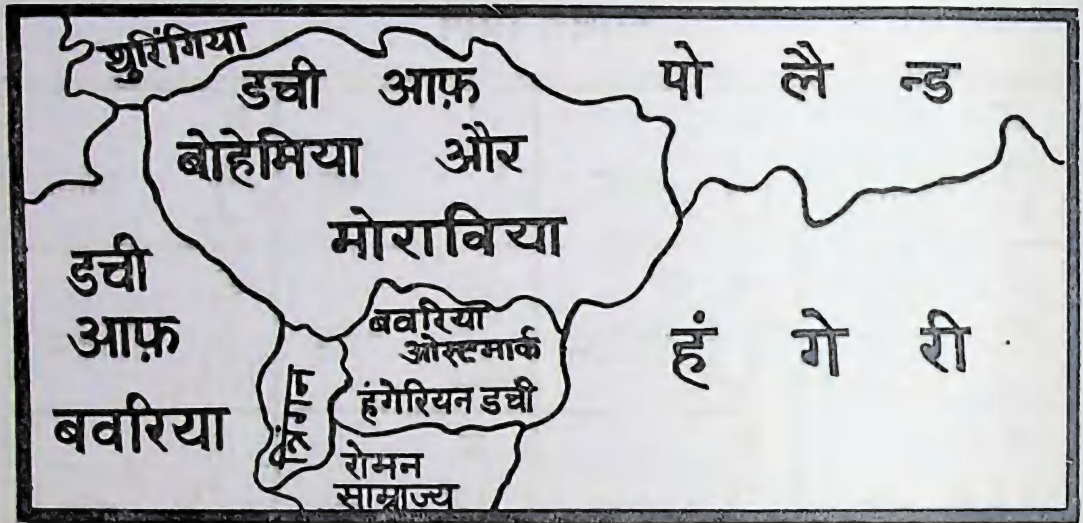 थुरिंगिया
डची आफ़
बोहेमिया और
मोराविया
पो लै न्ड
डची
आफ़
बवरिया
बवरिया
ओस्टमार्क
हंगेरियन डची
रोमन
साम्राज्य
हं गे री